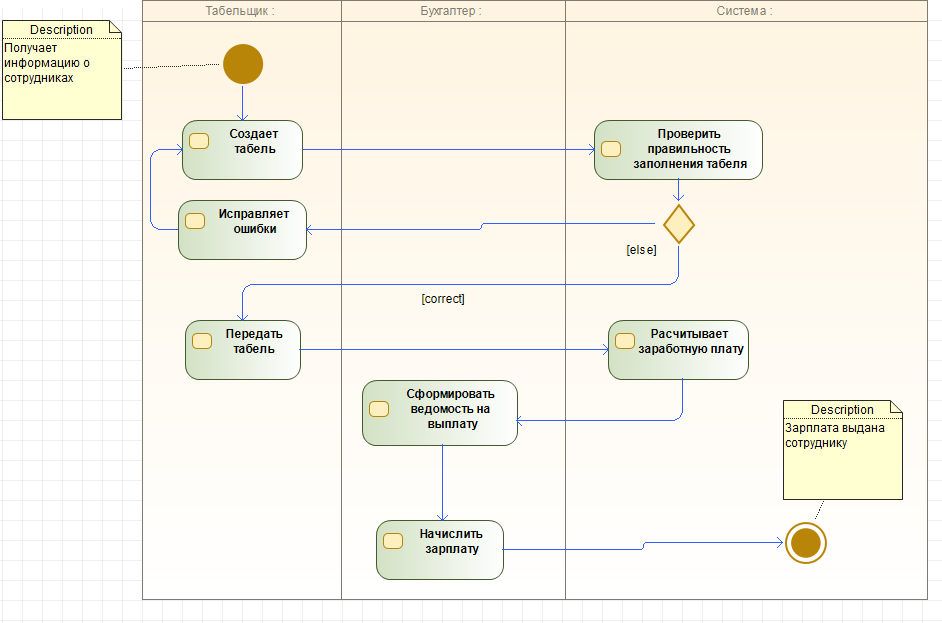 Табельщик :
Бухгалтер :
Система :
Description
Получает
информацию о
сотрудниках
Создает
табель
Проверить
правильность
заполнения табеля
Исправляет
ошибки
[else]
[correct]
Передать
табель
Расчитывает
заработную плату
Сформировать
ведомость на
выплату
Description
Зарплата выдана
сотруднику
Начислить
зарплату